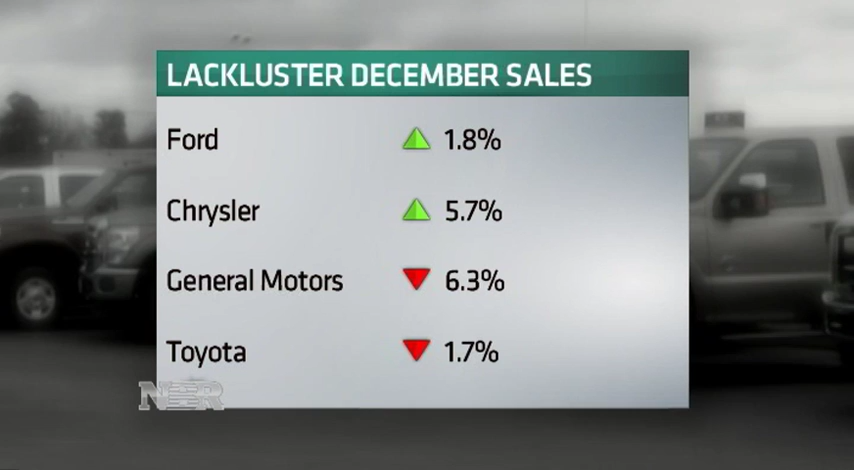 LACKLUSTER DECEMBER SALES
Ford 1.8%
Chrysler 5.7%
General Motors 6.3%
Toyota 1.7%
NBR